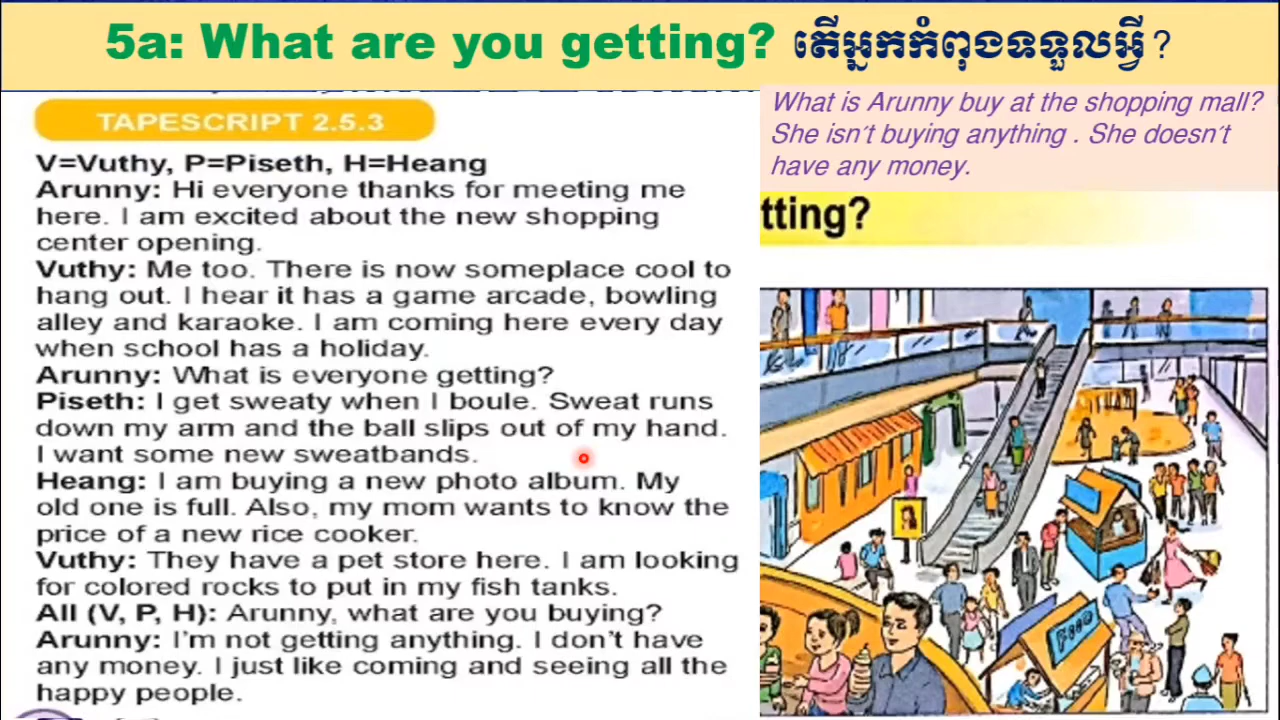 5a: What are you getting? តើអ្នកកំពុងទទួលអ្វី?
TAPESCRIPT 2.5.3
V=Vuthy, P=Piseth, H=Heang
Arunny: Hi everyone thanks for meeting me
here. I am excited about the new shopping
center opening.
Vuthy: Me too. There is now someplace cool to
hang out. I hear it has a game arcade, bowling
alley and karaoke. I am coming here every day
when school has a holiday.
Arunny: What is everyone getting?
Piseth: I get sweaty when I boule. Sweat runs
down my arm and the ball slips out of my hand.
I want some new sweatbands.
Heang: I am buying a new photo album. My
old one is full. Also, my mom wants to know the
price of a new rice cooker.
Vuthy: They have a pet store here. I am looking
for colored rocks to put in my fish tanks.
All (V, P, H): Arunny, what are you buying?
Arunny: I'm not getting anything. I don't have
any money. I just like coming and seeing all the
happy people.
What is Arunny buy at the shopping mall?
She isn't buying anything . She doesn't
have any money.
tting?